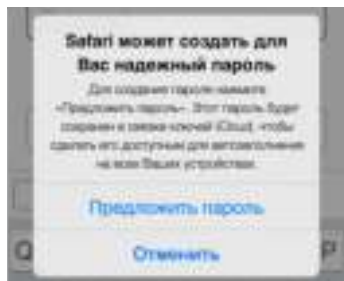 Safari может создать для
Вас надежный пароль
Для создания пароля нажмите
«Предложить пароль». Этот пароль будет
сохранен в связке ключей iCloud, чтобы
сделать его доступным для автозаполнения
на всех Ваших устройствах.
Предложить пароль
Отменить
Q
P